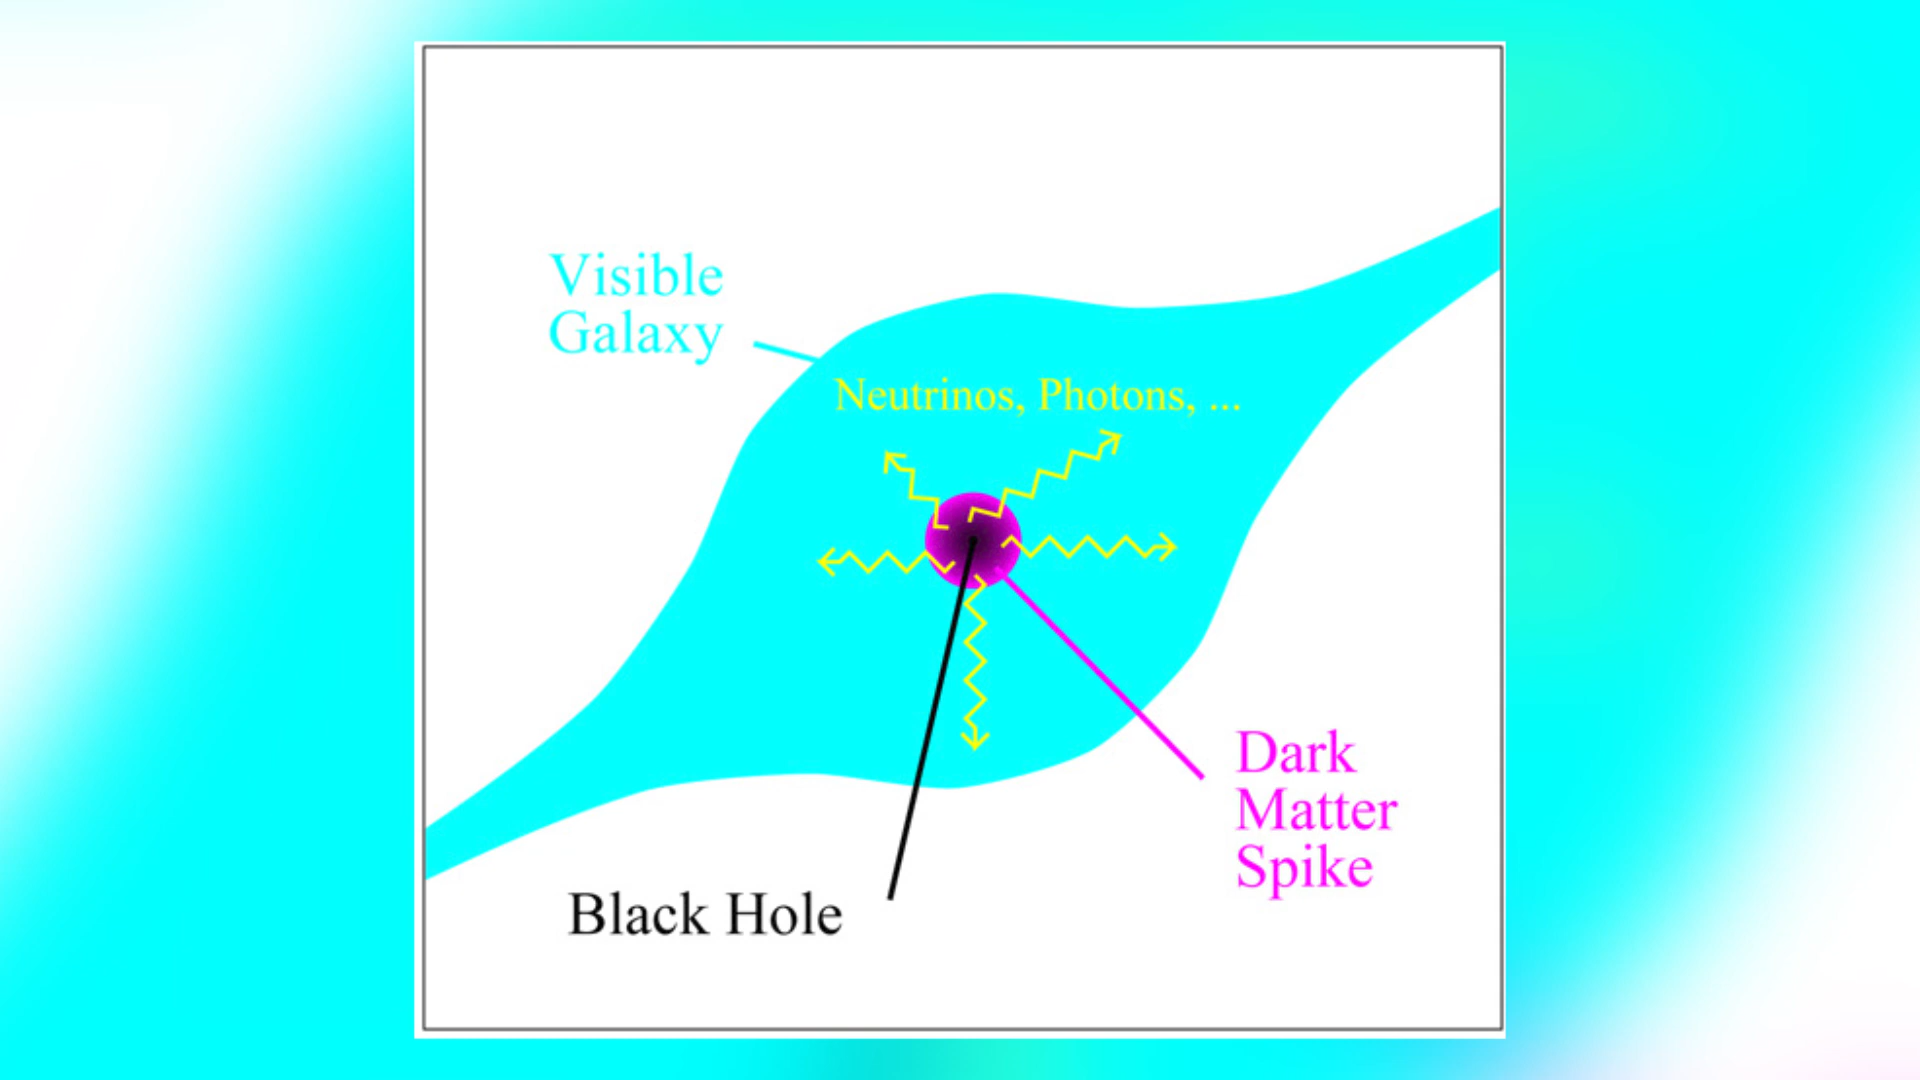 Visible
Galaxy
Neutrinos, Photons, ...
Dark
Matter
Spike
Black Hole